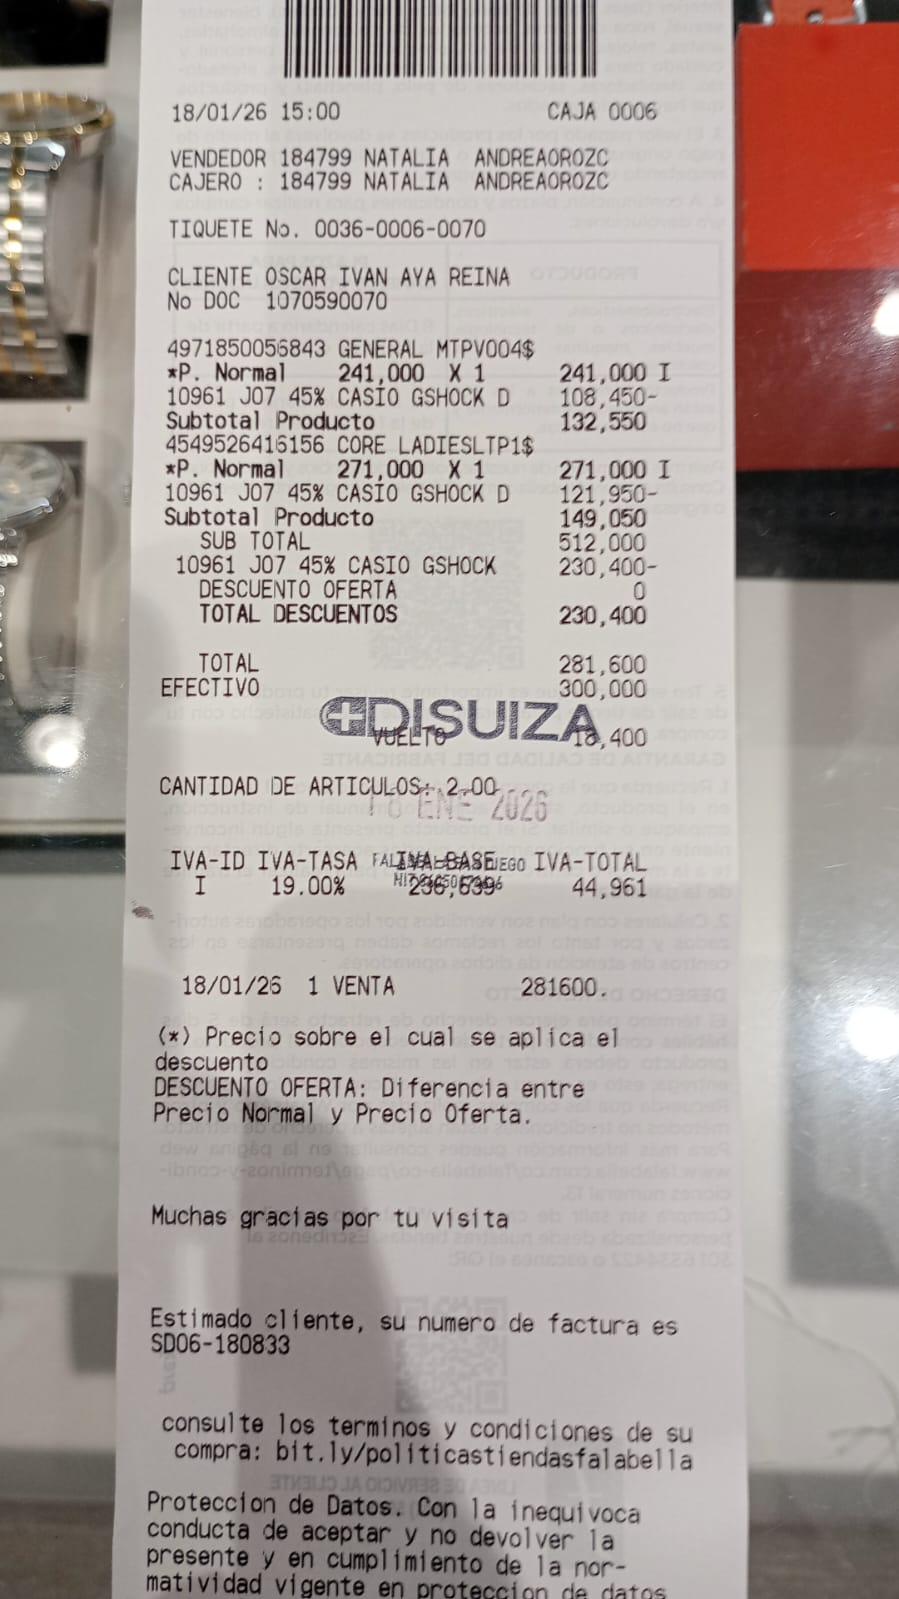 18/01/26 15:00 CAJA 0006
VENDEDOR 184799 NATALIA ANDREAOROZC
CAJERO : 184799 NATALIA ANDREAOROZC
TIQUETE No. 0036-0006-0070
CLIENTE OSCAR IVAN AYA REINA
No DOC 1070590070
4971850056843 GENERAL MTPV004$
*P. Normal 241,000 X 1 241,000 I
10961 J07 45% CASIO GSHOCK D 108,450-
Subtotal Producto 132,550
4549526416156 CORE LADIESLTP1$
*P. Normal 271,000 X 1 271,000 I
10961 J07 45% CASIO GSHOCK D 121,950-
Subtotal Producto 149,050
SUB TOTAL 512,000
10961 J07 45% CASIO GSHOCK 230,400-
DESCUENTO OFERTA 0
TOTAL DESCUENTOS 230,400
TOTAL 281,600
EFECTIVO 300,000
DISUIZA
VUELTO 18,400
CANTIDAD DE ARTICULOS: 2.00
18 ENE 2026
IVA-ID IVA-TASA IVA-BASE IVA-TOTAL
I 19.00% 236,639 44,961
18/01/26 1 VENTA 281600.
(*) Precio sobre el cual se aplica el
descuento
DESCUENTO OFERTA: Diferencia entre
Precio Normal y Precio Oferta.
Muchas gracias por tu visita
Estimado cliente, su numero de factura es
SD06-180833
consulte los terminos y condiciones de su
compra: bit.ly/politicastiendasfalabella
Proteccion de Datos. Con la inequivoca
conducta de aceptar y no devolver la
presente y en cumplimiento de la nor-
matividad vigente en proteccion de datos